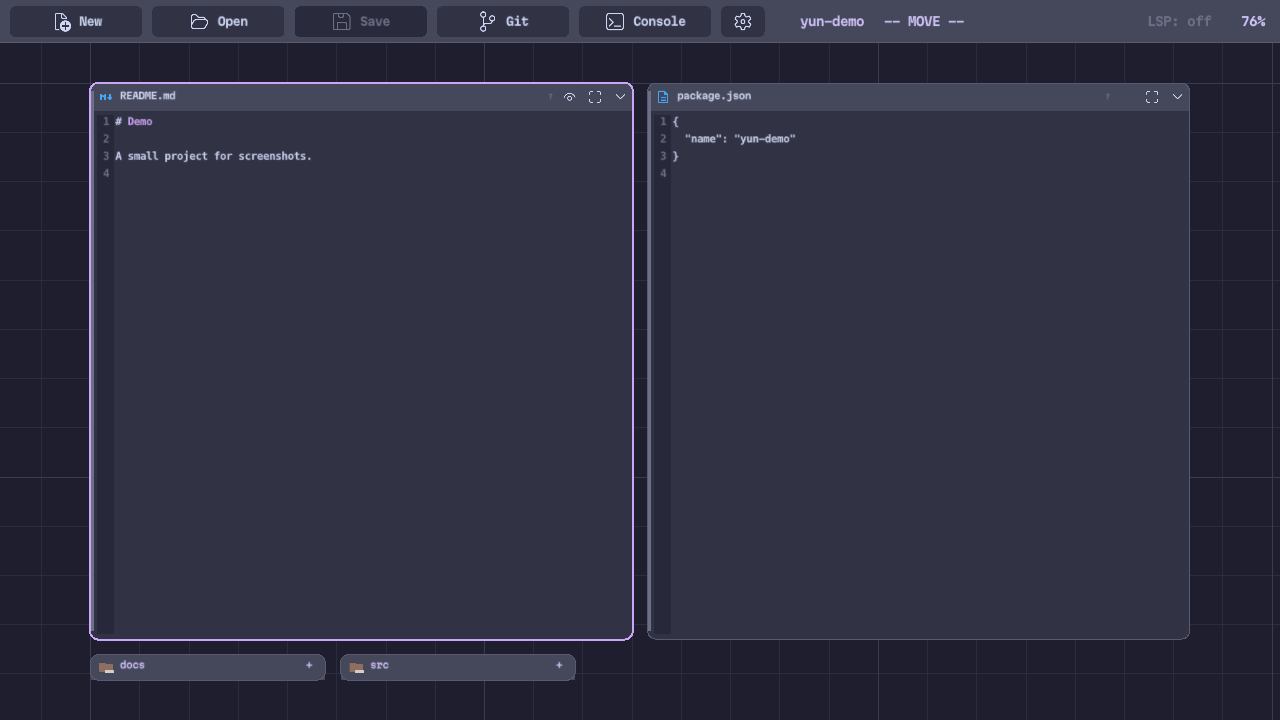 New Open Save Git Console yun-demo -- MOVE -- LSP: off 76%
README.md
1 # Demo
2
3 A small project for screenshots.
4
package.json
1 {
2 "name": "yun-demo"
3 }
4
docs +
src +